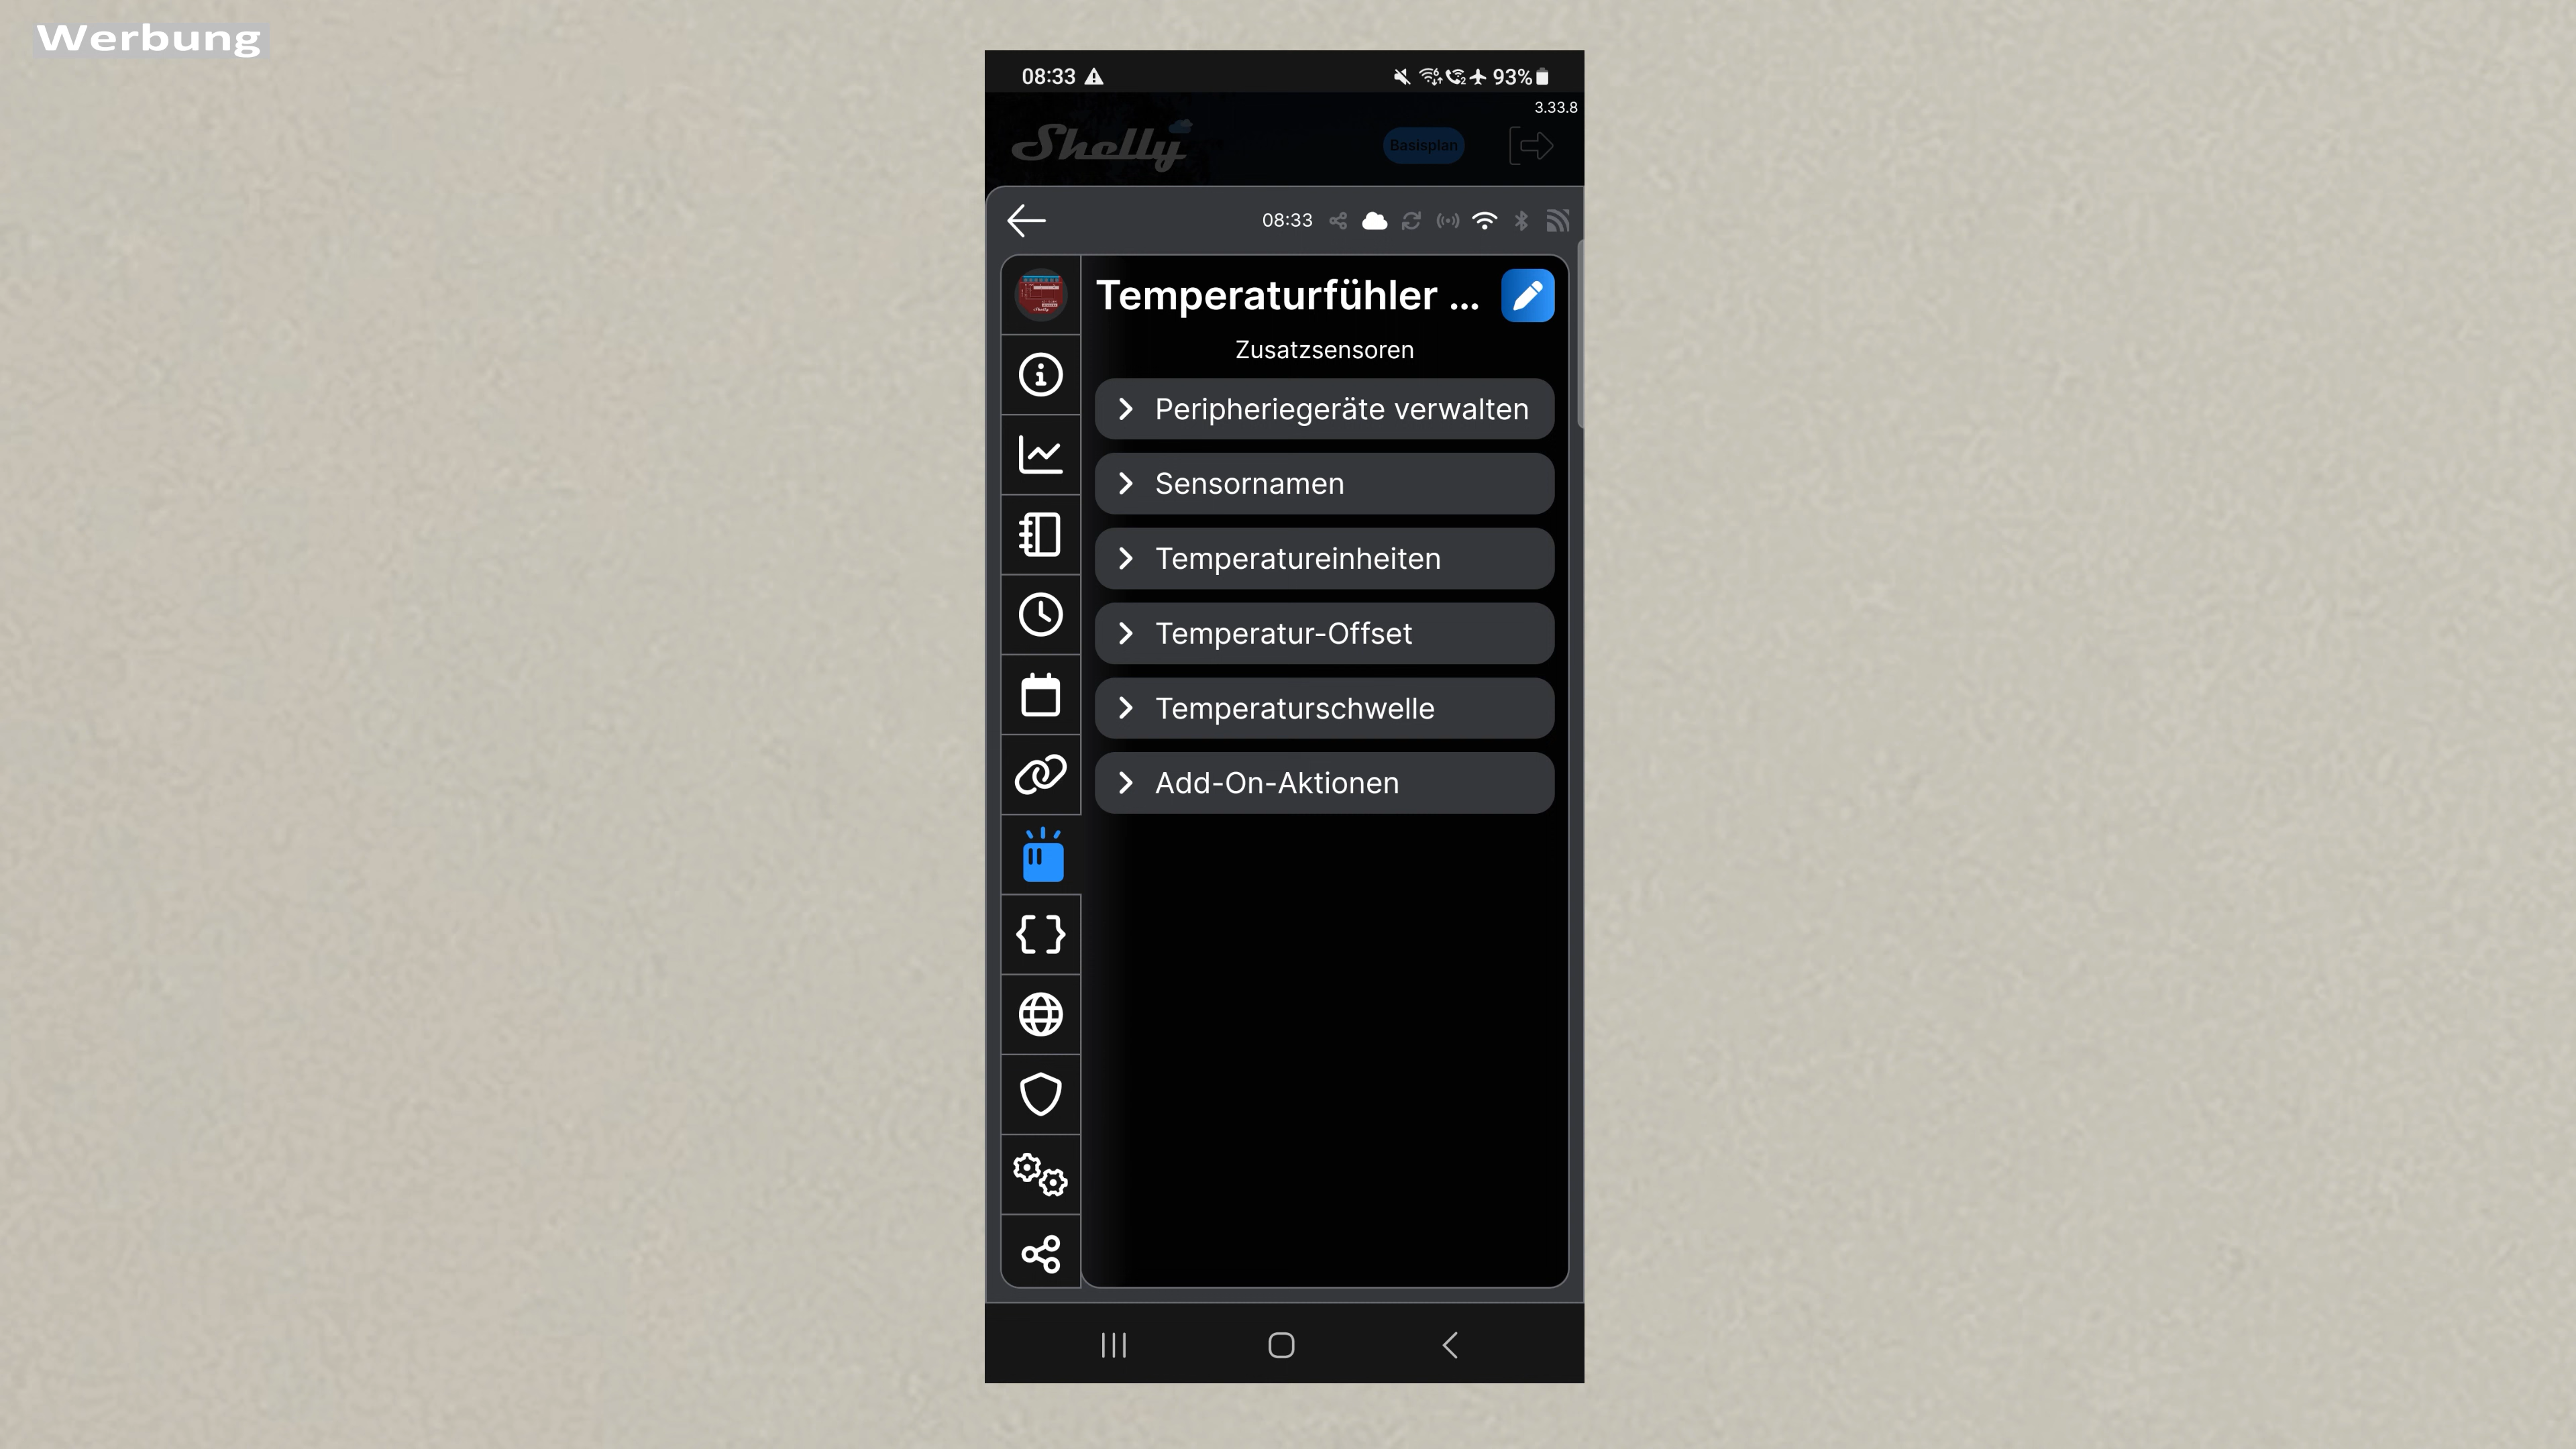 Werbung
08:33 93%
3.33.8
Shelly Basisplan
08:33
Temperaturfühler ...
Zusatzsensoren
Peripheriegeräte verwalten
Sensornamen
Temperatureinheiten
Temperatur-Offset
Temperaturschwelle
Add-On-Aktionen